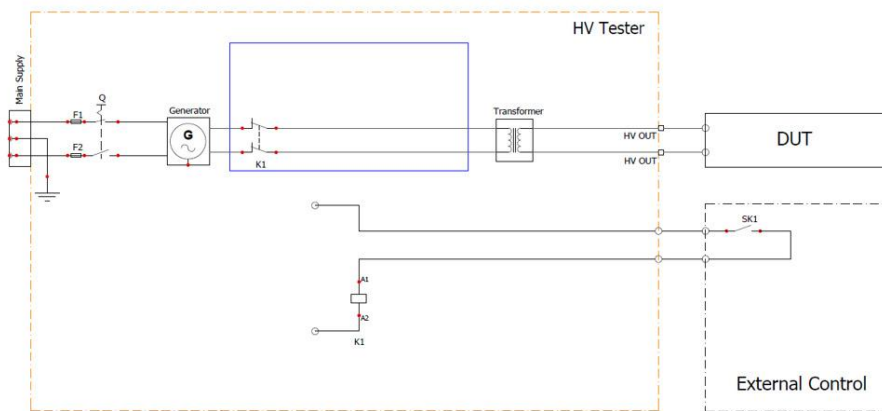 HV Tester
Main Supply
F1
Q
F2
Generator
G
K1
Transformer
HV OUT
HV OUT
DUT
SK1
A1
A2
K1
External Control